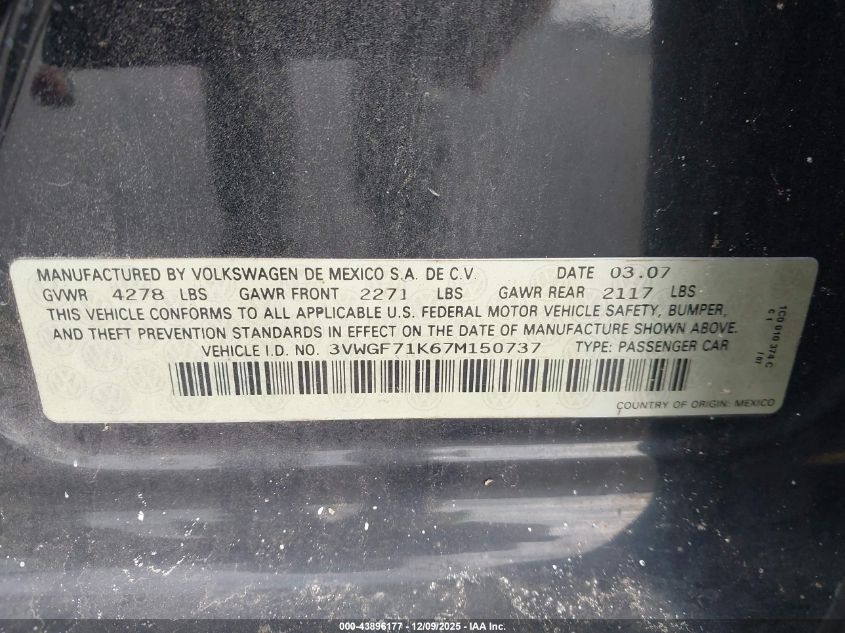 MANUFACTURED BY VOLKSWAGEN DE MEXICO S.A. DE C.V. DATE 03.07
GVWR 4278 LBS GAWR FRONT 2271 LBS GAWR REAR 2117 LBS
THIS VEHICLE CONFORMS TO ALL APPLICABLE U.S. FEDERAL MOTOR VEHICLE SAFETY, BUMPER,
AND THEFT PREVENTION STANDARDS IN EFFECT ON THE DATE OF MANUFACTURE SHOWN ABOVE.
VEHICLE I.D. NO. 3VWGF71K67M150737 TYPE: PASSENGER CAR
COUNTRY OF ORIGIN: MEXICO
1C0 010 374 C
000-43896177 - 12/09/2025 - IAA Inc.